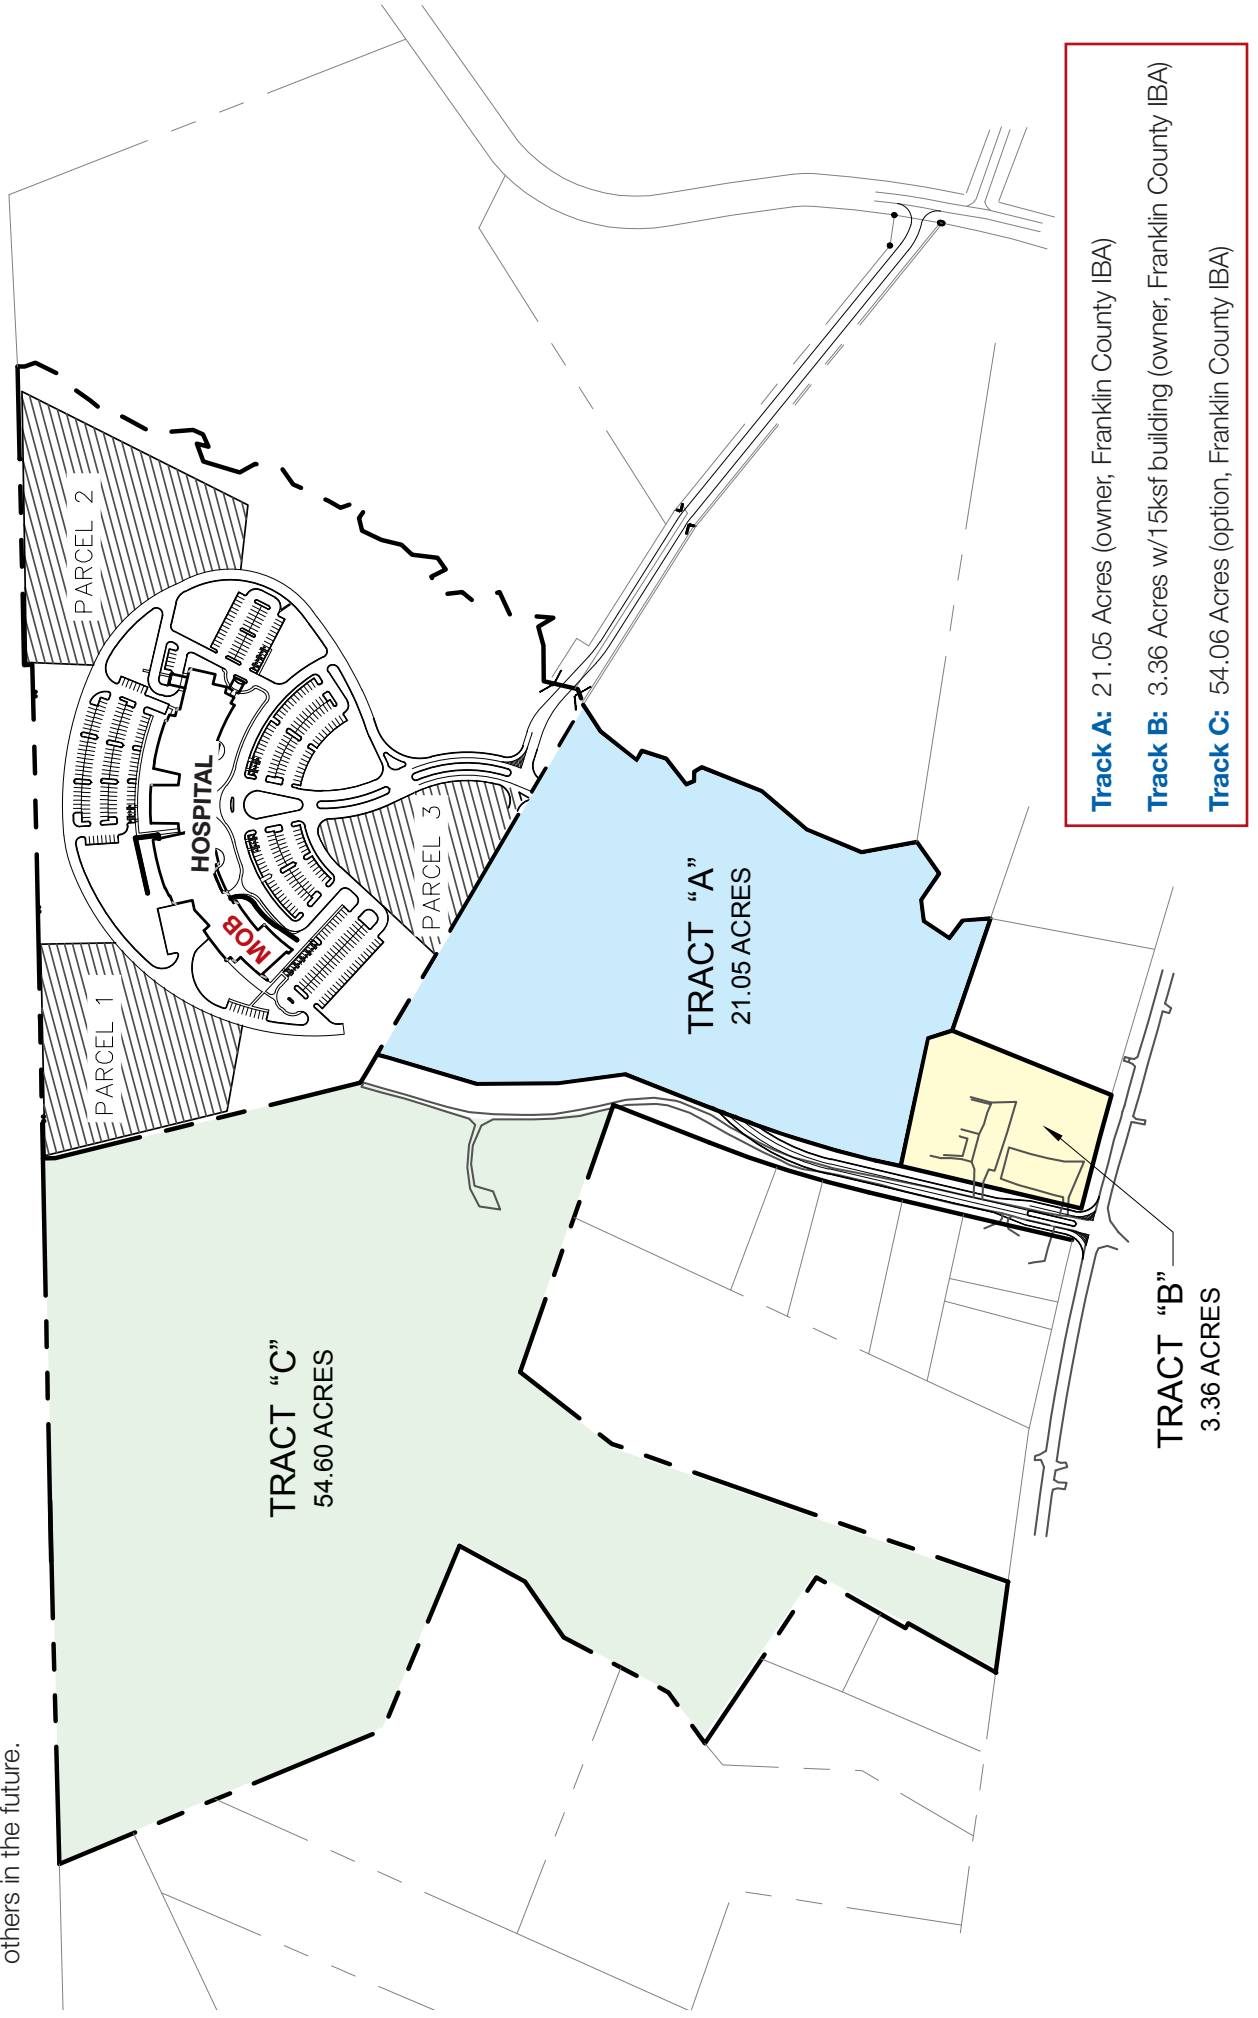 others in the future.
PARCEL 1
PARCEL 2
PARCEL 3
HOSPITAL
MOB
TRACT “C”
54.60 ACRES
TRACT “A”
21.05 ACRES
TRACT “B”
3.36 ACRES
Track A: 21.05 Acres (owner, Franklin County IBA)
Track B: 3.36 Acres w/15ksf building (owner, Franklin County IBA)
Track C: 54.06 Acres (option, Franklin County IBA)